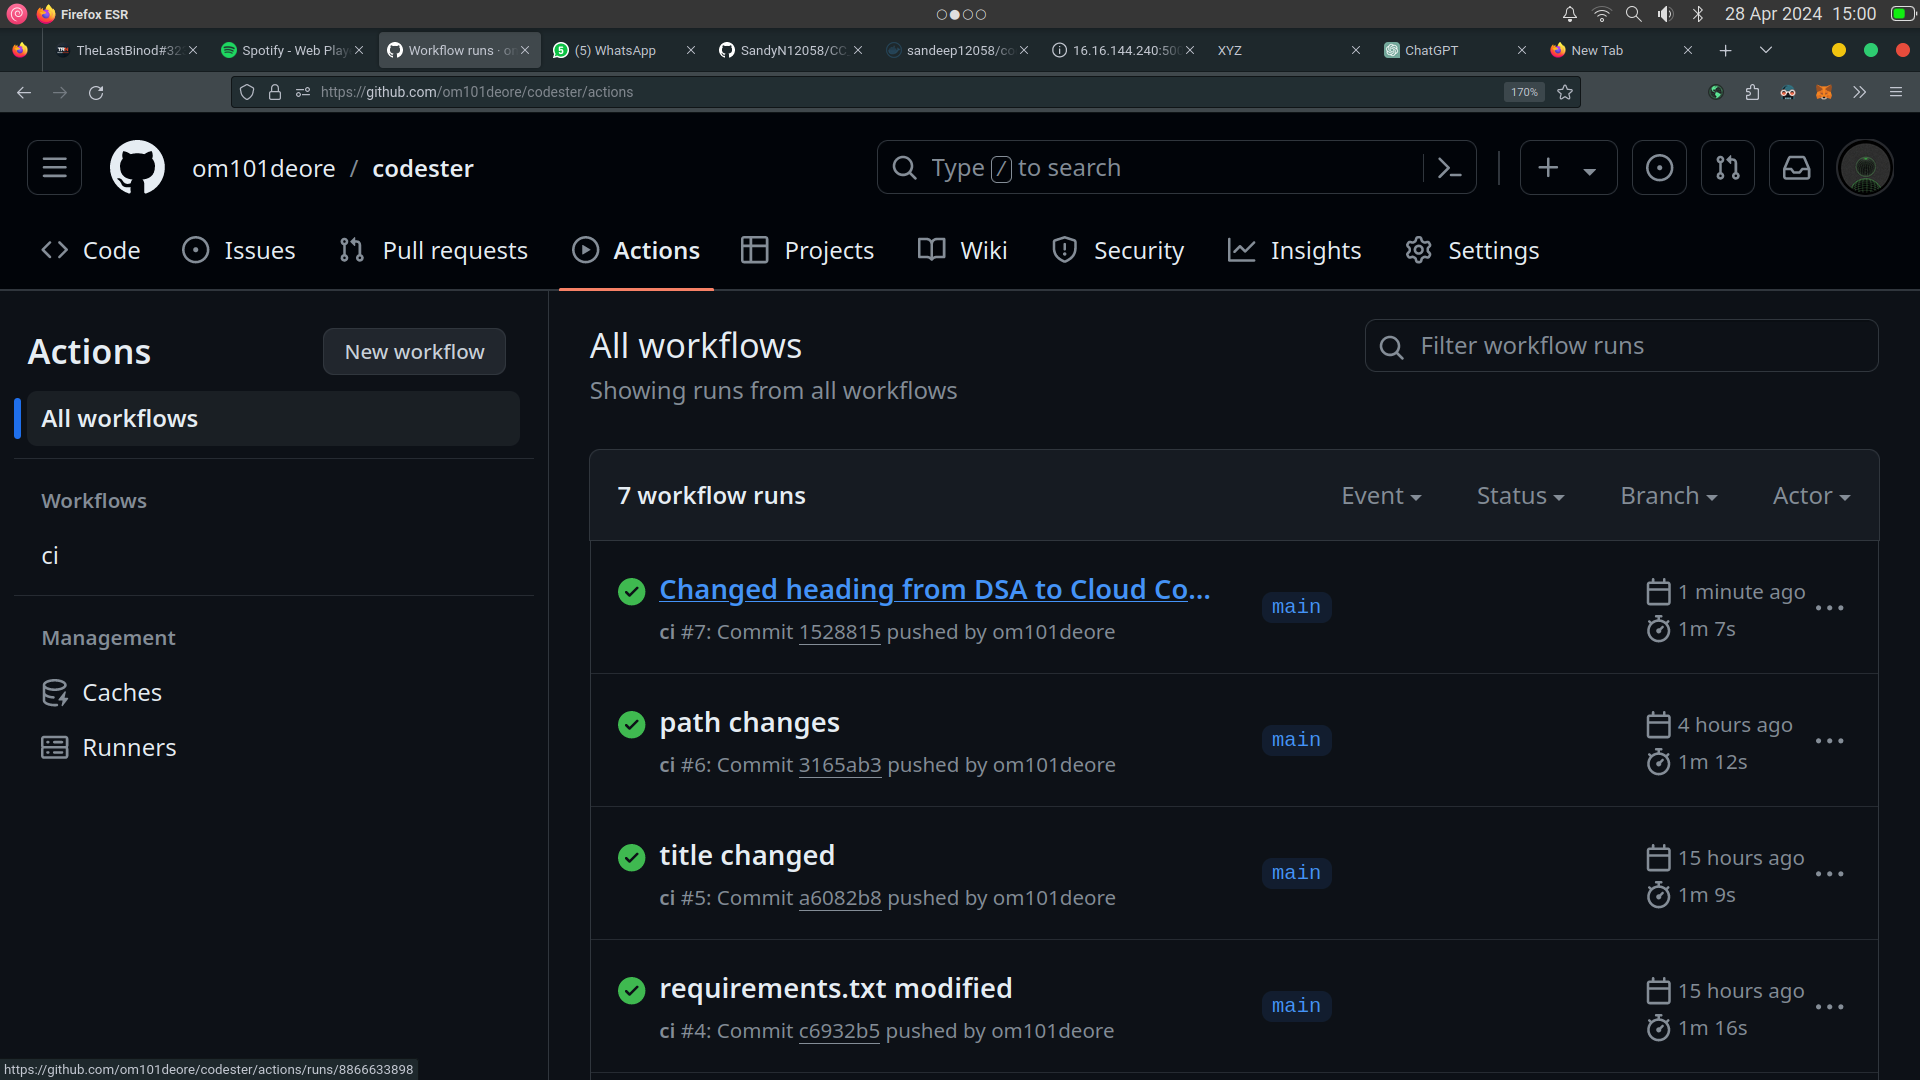 Firefox ESR
28 Apr 2024 15:00
TheLastBinod#32
Spotify - Web Play
Workflow runs · o
(5) WhatsApp
SandyN12058/CC
sandeep12058/co
16.16.144.240:500
XYZ
ChatGPT
New Tab
https://github.com/om101deore/codester/actions
170%
om101deore / codester
Type / to search
Code
Issues
Pull requests
Actions
Projects
Wiki
Security
Insights
Settings
Actions
New workflow
All workflows
Workflows
ci
Management
Caches
Runners
All workflows
Showing runs from all workflows
Filter workflow runs
7 workflow runs
Event
Status
Branch
Actor
Changed heading from DSA to Cloud Co...
ci #7: Commit 1528815 pushed by om101deore
main
1 minute ago
1m 7s
path changes
ci #6: Commit 3165ab3 pushed by om101deore
main
4 hours ago
1m 12s
title changed
ci #5: Commit a6082b8 pushed by om101deore
main
15 hours ago
1m 9s
requirements.txt modified
ci #4: Commit c6932b5 pushed by om101deore
main
15 hours ago
1m 16s
https://github.com/om101deore/codester/actions/runs/8866633898